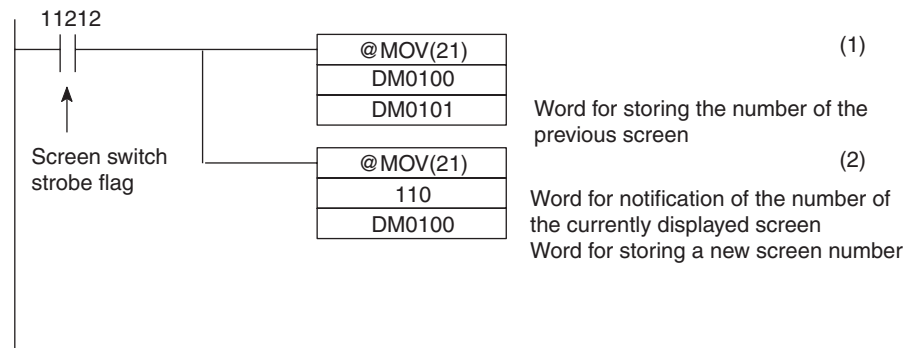 11212
@MOV(21)
(1)
DM0100
DM0101
Word for storing the number of the
previous screen
Screen switch
strobe flag
@MOV(21)
(2)
110
Word for notification of the number of
the currently displayed screen
DM0100
Word for storing a new screen number